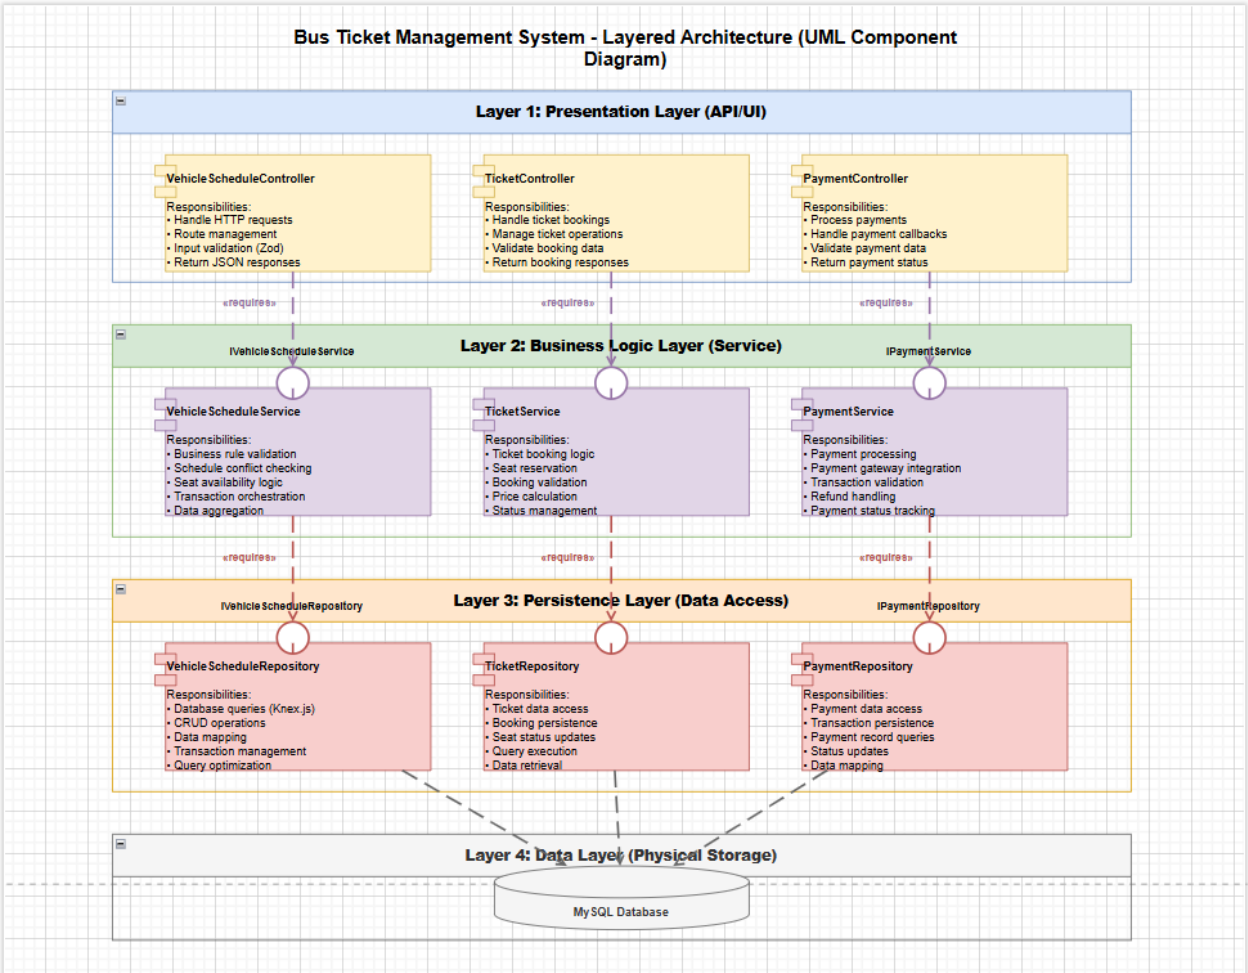 Bus Ticket Management System - Layered Architecture (UML Component
Diagram)
Layer 1: Presentation Layer (API/UI)
VehicleScheduleController
Responsibilities:
• Handle HTTP requests
• Route management
• Input validation (Zod)
• Return JSON responses
TicketController
Responsibilities:
• Handle ticket bookings
• Manage ticket operations
• Validate booking data
• Return booking responses
PaymentController
Responsibilities:
• Process payments
• Handle payment callbacks
• Validate payment data
• Return payment status
«requires»
«requires»
«requires»
Layer 2: Business Logic Layer (Service)
IVehicleScheduleService
IPaymentService
VehicleScheduleService
Responsibilities:
• Business rule validation
• Schedule conflict checking
• Seat availability logic
• Transaction orchestration
• Data aggregation
TicketService
Responsibilities:
• Ticket booking logic
• Seat reservation
• Booking validation
• Price calculation
• Status management
PaymentService
Responsibilities:
• Payment processing
• Payment gateway integration
• Transaction validation
• Refund handling
• Payment status tracking
«requires»
«requires»
«requires»
Layer 3: Persistence Layer (Data Access)
IVehicleScheduleRepository
IPaymentRepository
VehicleScheduleRepository
Responsibilities:
• Database queries (Knex.js)
• CRUD operations
• Data mapping
• Transaction management
• Query optimization
TicketRepository
Responsibilities:
• Ticket data access
• Booking persistence
• Seat status updates
• Query execution
• Data retrieval
PaymentRepository
Responsibilities:
• Payment data access
• Transaction persistence
• Payment record queries
• Status updates
• Data mapping
Layer 4: Data Layer (Physical Storage)
MySQL Database